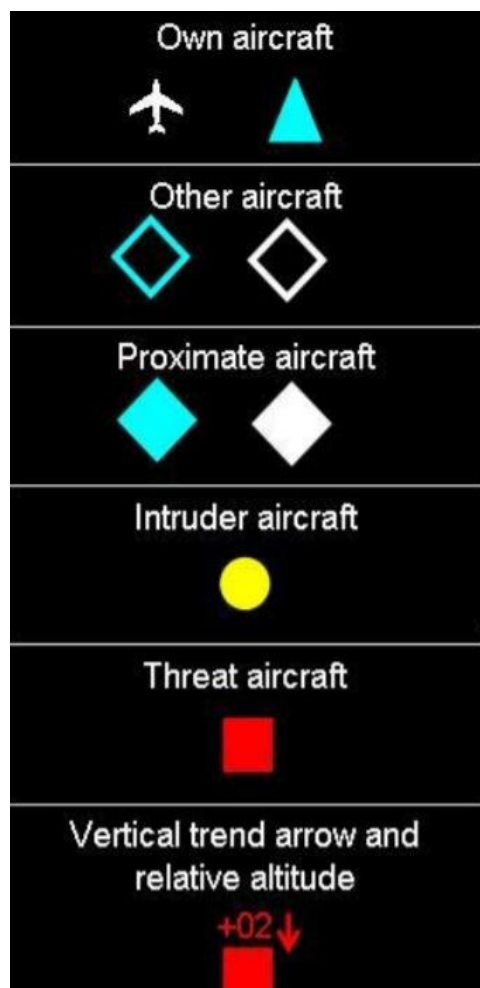 Own aircraft
Other aircraft
Proximate aircraft
Intruder aircraft
Threat aircraft
Vertical trend arrow and
relative altitude
+02